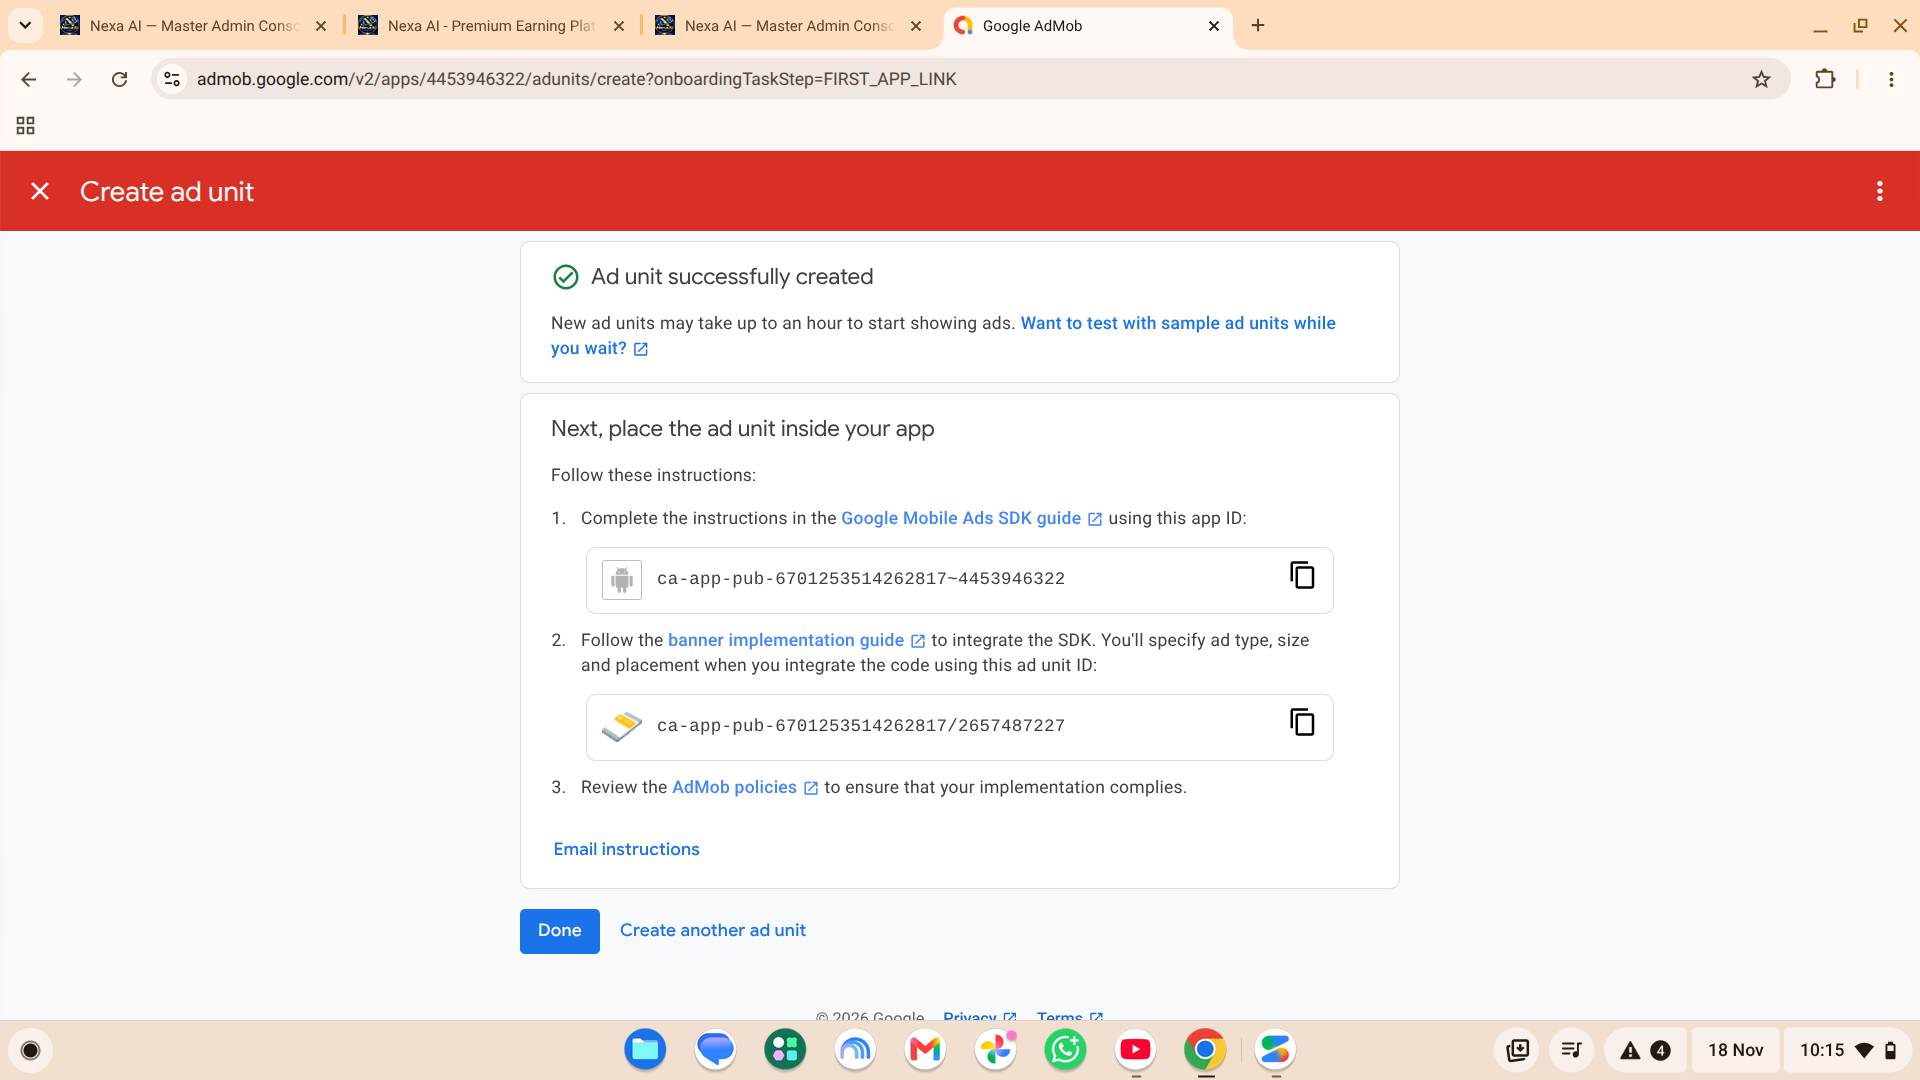 Nexa AI — Master Admin Conso
Nexa AI - Premium Earning Plat
Nexa AI — Master Admin Conso
Google AdMob
admob.google.com/v2/apps/4453946322/adunits/create?onboardingTaskStep=FIRST_APP_LINK
Create ad unit
Ad unit successfully created
New ad units may take up to an hour to start showing ads. Want to test with sample ad units while
you wait?
Next, place the ad unit inside your app
Follow these instructions:
1. Complete the instructions in the Google Mobile Ads SDK guide using this app ID:
ca-app-pub-6701253514262817~4453946322
2. Follow the banner implementation guide to integrate the SDK. You'll specify ad type, size
and placement when you integrate the code using this ad unit ID:
ca-app-pub-6701253514262817/2657487227
3. Review the AdMob policies to ensure that your implementation complies.
Email instructions
Done
Create another ad unit
© 2026 Google Privacy Terms
4
18 Nov
10:15